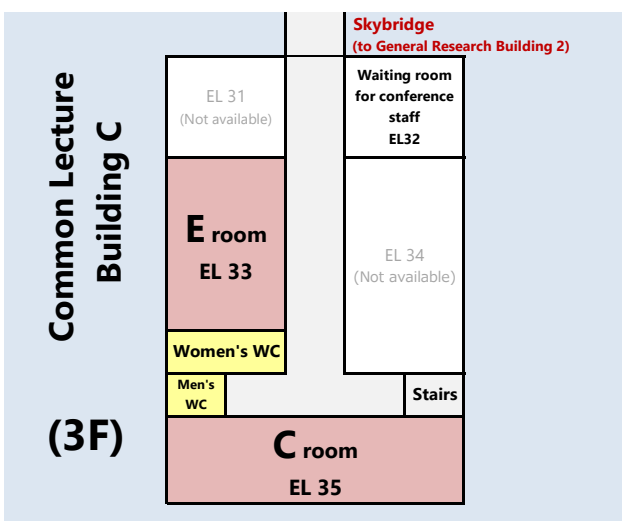 Skybridge
(to General Research Building 2)
Common Lecture
Building C
(3F)
EL 31
(Not available)
Waiting room
for conference
staff
EL32
E room
EL 33
EL 34
(Not available)
Women's WC
Men's
WC
Stairs
C room
EL 35